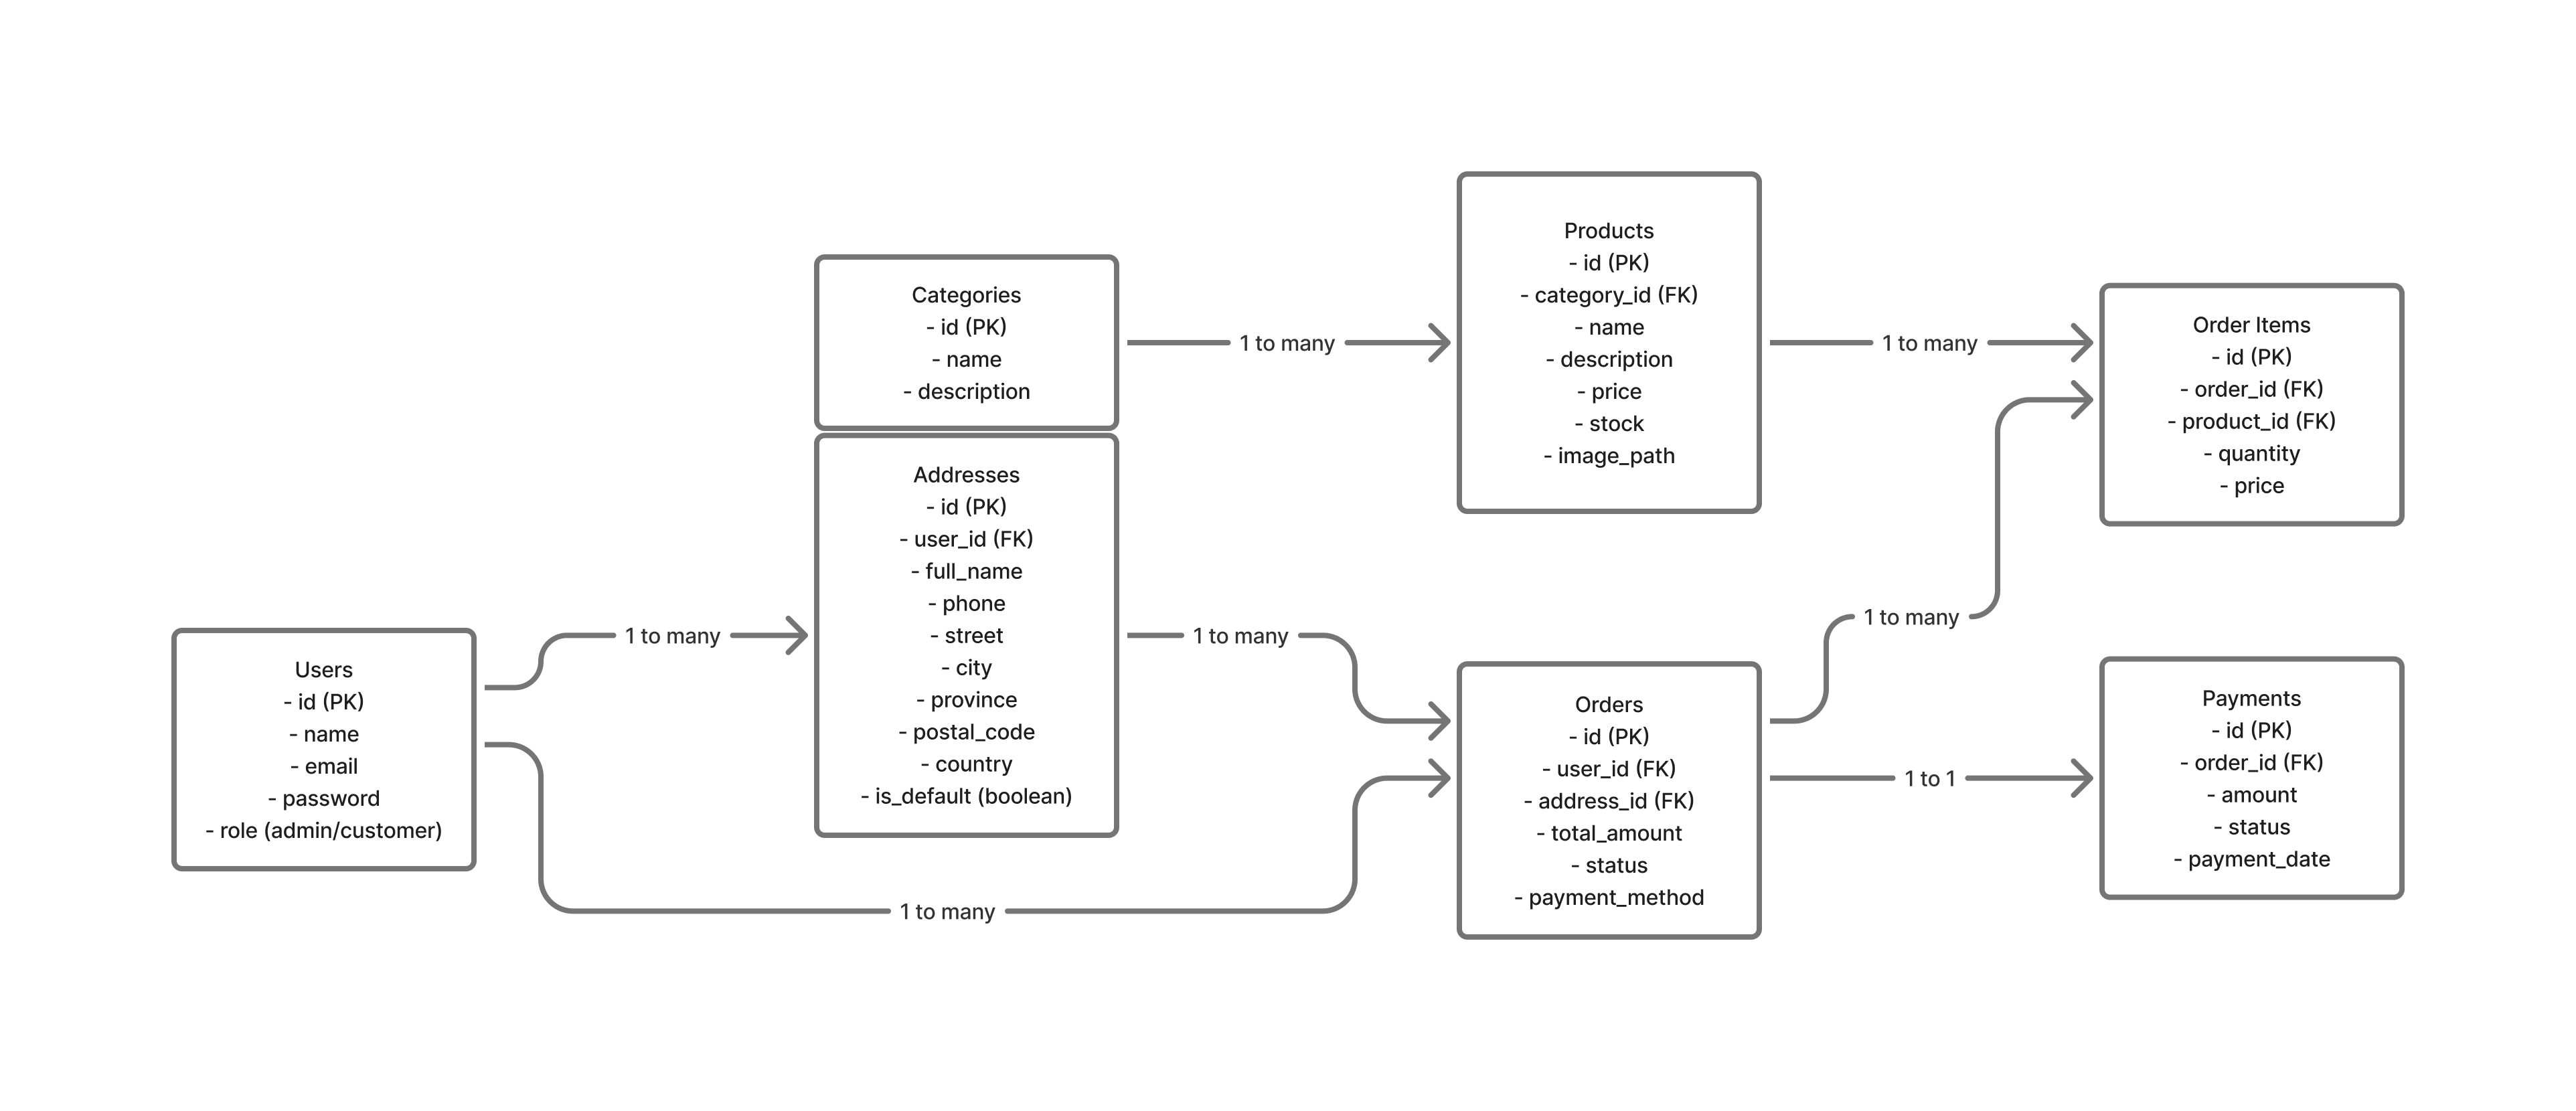 Categories
- id (PK)
- name
- description
1 to many
Products
- id (PK)
- category_id (FK)
- name
- description
- price
- stock
- image_path
1 to many
Order Items
- id (PK)
- order_id (FK)
- product_id (FK)
- quantity
- price
Users
- id (PK)
- name
- email
- password
- role (admin/customer)
1 to many
Addresses
- id (PK)
- user_id (FK)
- full_name
- phone
- street
- city
- province
- postal_code
- country
- is_default (boolean)
1 to many
1 to many
Orders
- id (PK)
- user_id (FK)
- address_id (FK)
- total_amount
- status
- payment_method
1 to many
1 to 1
Payments
- id (PK)
- order_id (FK)
- amount
- status
- payment_date